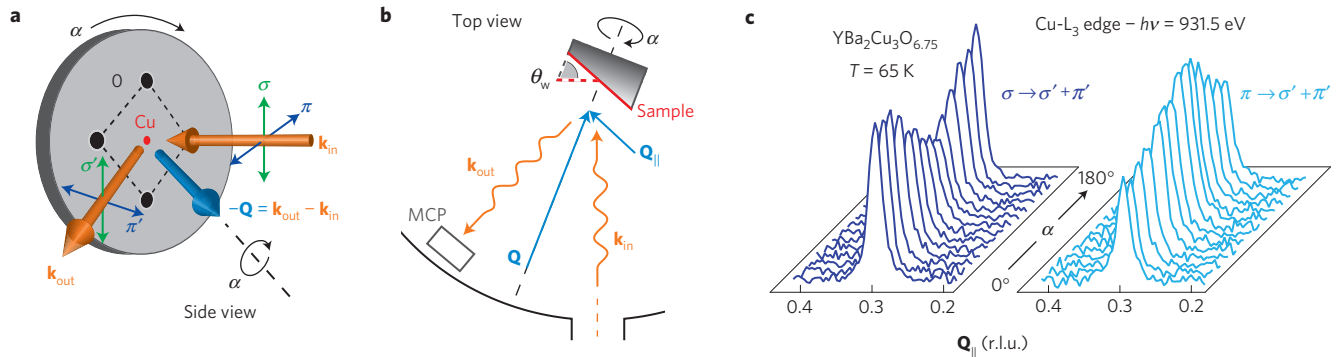 a
α
0
Cu
σ
π
k_in
σ′
π′
–Q = k_out – k_in
k_out
α
Side view
b
Top view
α
θ_w
Sample
Q_||
k_out
MCP
Q
k_in
c
YBa₂Cu₃O₆.₇₅
T = 65 K
Cu-L₃ edge – hν = 931.5 eV
σ → σ′ + π′
π → σ′ + π′
180°
α
0°
0.4
0.3
0.2
0.4
0.3
0.2
Q_|| (r.l.u.)